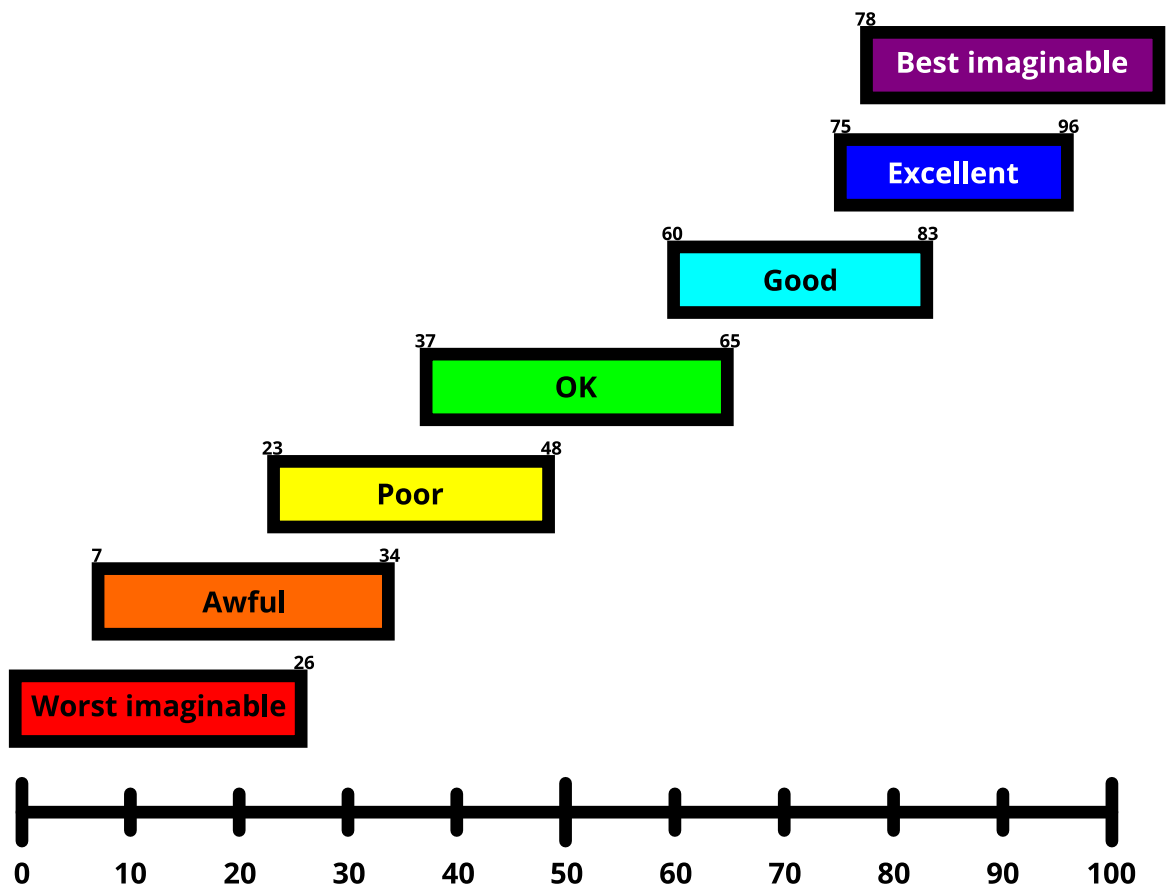 78
Best imaginable
75 96
Excellent
60 83
Good
37 65
OK
23 48
Poor
7 34
Awful
26
Worst imaginable
0 10 20 30 40 50 60 70 80 90 100